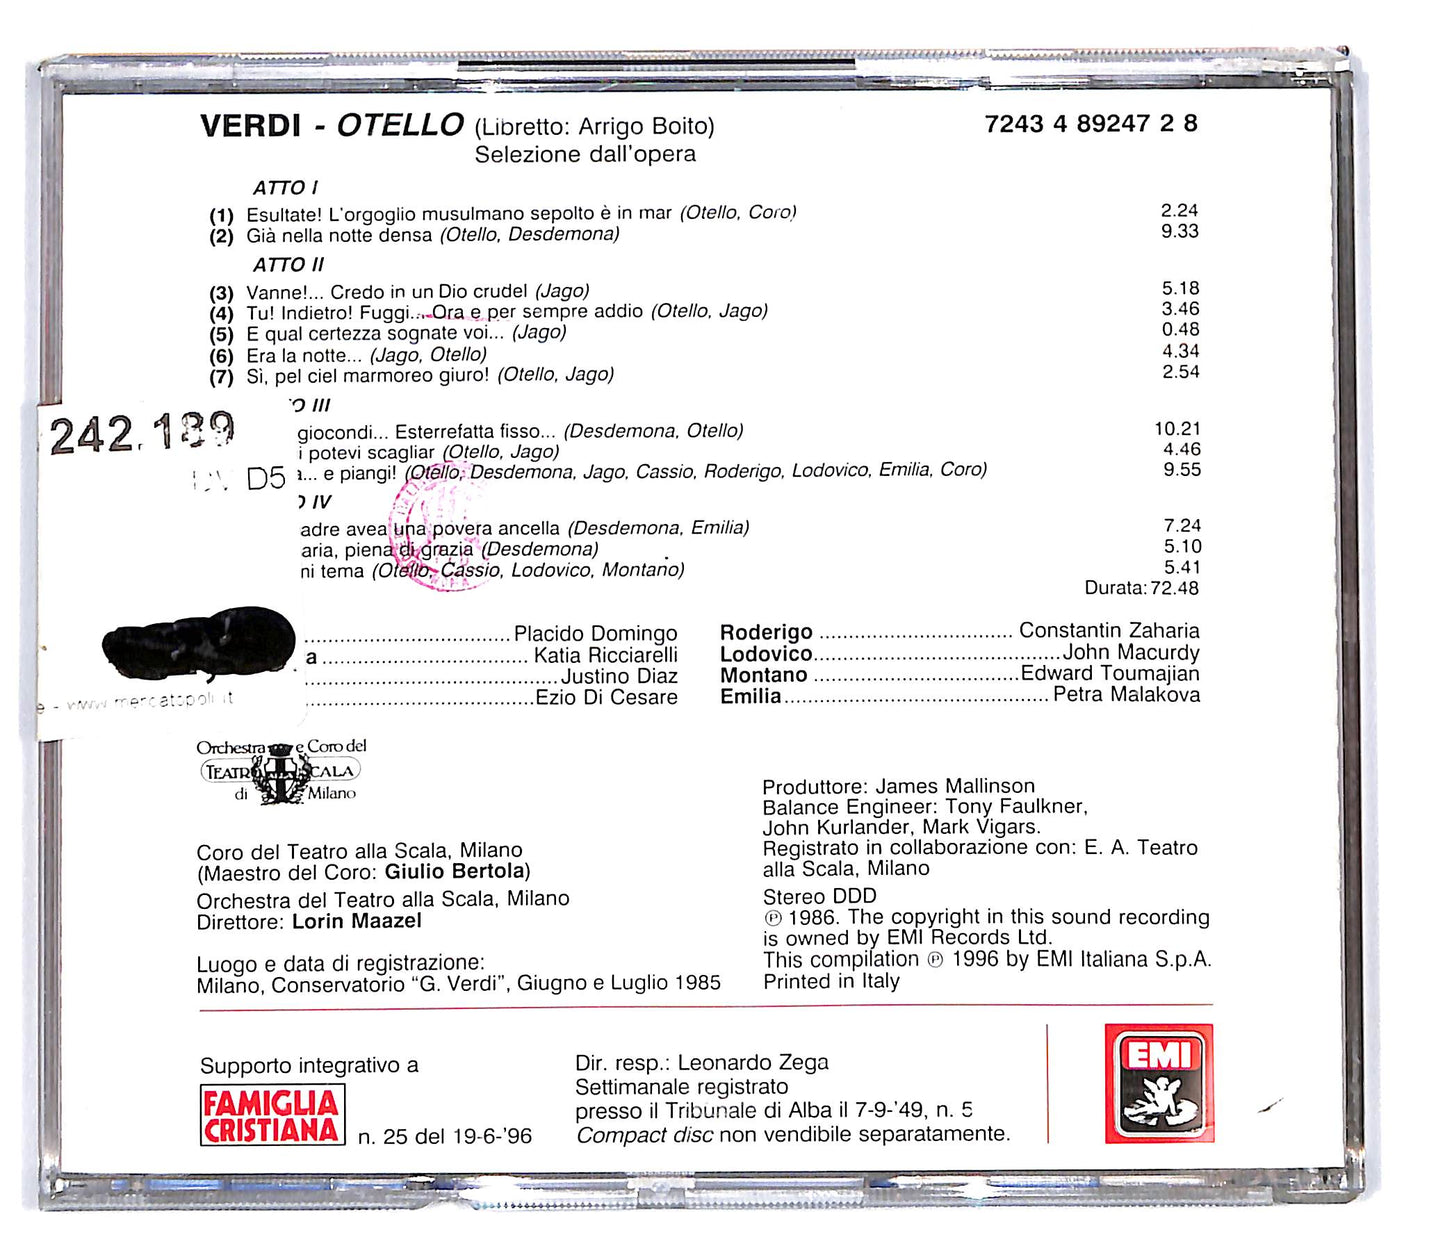 VERDI - OTELLO (Libretto: Arrigo Boito) 7243 4 89247 2 8
Selezione dall'opera
ATTO I
(1) Esultate! L'orgoglio musulmano sepolto è in mar (Otello, Coro) 2.24
(2) Già nella notte densa (Otello, Desdemona) 9.33
ATTO II
(3) Vanne!... Credo in un Dio crudel (Jago) 5.18
(4) Tu! Indietro! Fuggi... Ora e per sempre addio (Otello, Jago) 3.46
(5) E qual certezza sognate voi... (Jago) 0.48
(6) Era la notte... (Jago, Otello) 4.34
(7) Sì, pel ciel marmoreo giuro! (Otello, Jago) 2.54
III
giocondi... Esterrefatta fisso... (Desdemona, Otello) 10.21
i potevi scagliar (Otello, Jago) 4.46
... e piangi! (Otello, Desdemona, Jago, Cassio, Roderigo, Lodovico, Emilia, Coro) 9.55
IV
adre avea una povera ancella (Desdemona, Emilia) 7.24
aria, piena di grazia (Desdemona) 5.10
ni tema (Otello, Cassio, Lodovico, Montano) 5.41
Durata: 72.48
242.189
D5
www.mercatopoli.it
Placido Domingo
a Katia Ricciarelli
Justino Diaz
Ezio Di Cesare
Roderigo Constantin Zaharia
Lodovico John Macurdy
Montano Edward Toumajian
Emilia Petra Malakova
Orchestra e Coro del
TEATRO ALLA SCALA
di Milano
Coro del Teatro alla Scala, Milano
(Maestro del Coro: Giulio Bertola)
Orchestra del Teatro alla Scala, Milano
Direttore: Lorin Maazel
Luogo e data di registrazione:
Milano, Conservatorio “G. Verdi”, Giugno e Luglio 1985
Produttore: James Mallinson
Balance Engineer: Tony Faulkner,
John Kurlander, Mark Vigars.
Registrato in collaborazione con: E. A. Teatro
alla Scala, Milano
Stereo DDD
℗ 1986. The copyright in this sound recording
is owned by EMI Records Ltd.
This compilation ℗ 1996 by EMI Italiana S.p.A.
Printed in Italy
Supporto integrativo a
FAMIGLIA
CRISTIANA
n. 25 del 19-6-'96
Dir. resp.: Leonardo Zega
Settimanale registrato
presso il Tribunale di Alba il 7-9-'49, n. 5
Compact disc non vendibile separatamente.
EMI